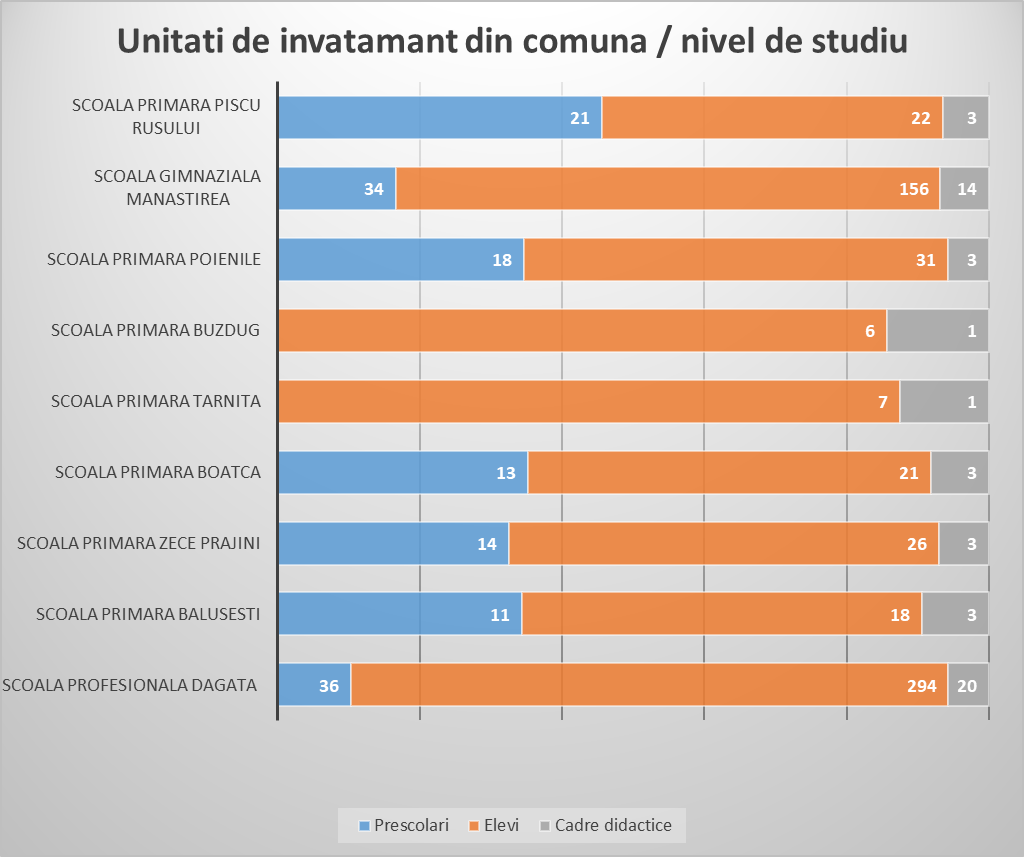 Unitati de invatamant din comuna / nivel de studiu
SCOALA PRIMARA PISCU
RUSULUI
21 22 3
SCOALA GIMNAZIALA
MANASTIREA
34 156 14
SCOALA PRIMARA POIENILE 18 31 3
SCOALA PRIMARA BUZDUG 6 1
SCOALA PRIMARA TARNITA 7 1
SCOALA PRIMARA BOATCA 13 21 3
SCOALA PRIMARA ZECE PRAJINI 14 26 3
SCOALA PRIMARA BALUSESTI 11 18 3
SCOALA PROFESIONALA DAGATA 36 294 20
Prescolari Elevi Cadre didactice